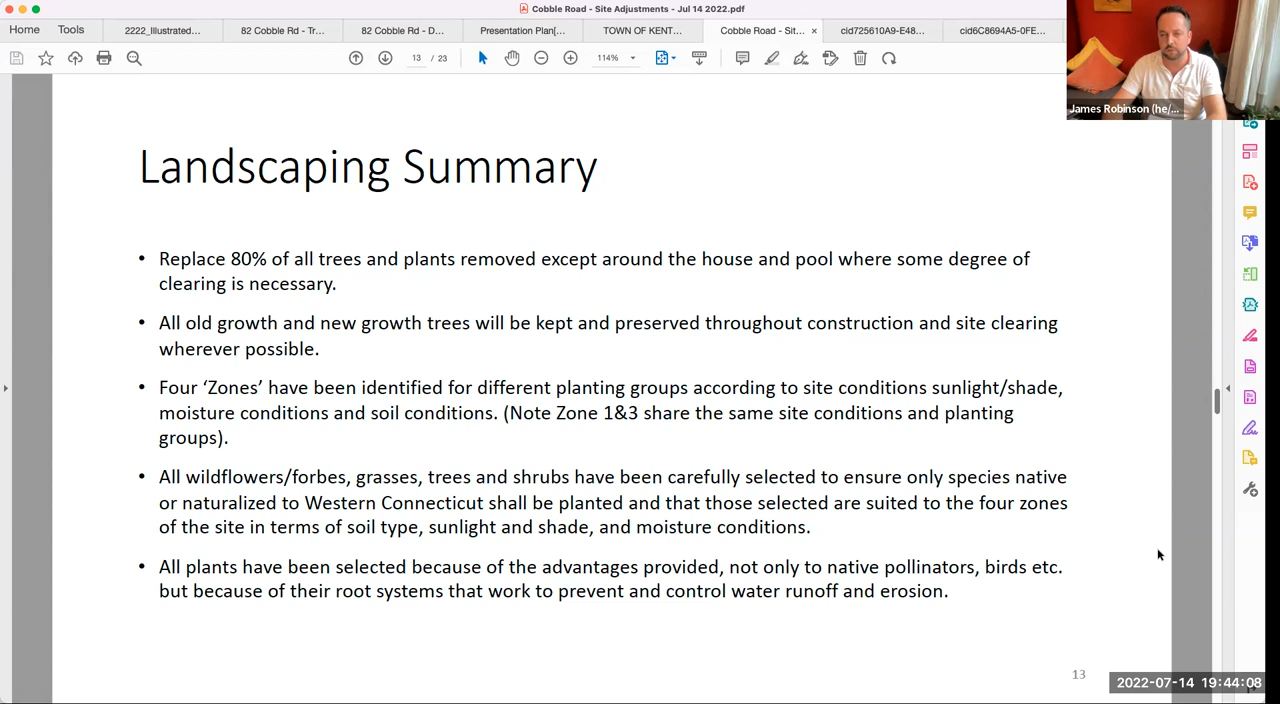 Cobble Road - Site Adjustments - Jul 14 2022.pdf
Home Tools 2222_Illustrated... 82 Cobble Rd - Tr... 82 Cobble Rd - D... Presentation Plan[... TOWN OF KENT... Cobble Road - Sit... × cid725610A9-E48... cid6C8694A5-0FE...
13 / 23 114%
James Robinson (he/...
Landscaping Summary
• Replace 80% of all trees and plants removed except around the house and pool where some degree of
clearing is necessary.
• All old growth and new growth trees will be kept and preserved throughout construction and site clearing
wherever possible.
• Four ‘Zones’ have been identified for different planting groups according to site conditions sunlight/shade,
moisture conditions and soil conditions. (Note Zone 1&3 share the same site conditions and planting
groups).
• All wildflowers/forbes, grasses, trees and shrubs have been carefully selected to ensure only species native
or naturalized to Western Connecticut shall be planted and that those selected are suited to the four zones
of the site in terms of soil type, sunlight and shade, and moisture conditions.
• All plants have been selected because of the advantages provided, not only to native pollinators, birds etc.
but because of their root systems that work to prevent and control water runoff and erosion.
13
2022-07-14 19:44:08